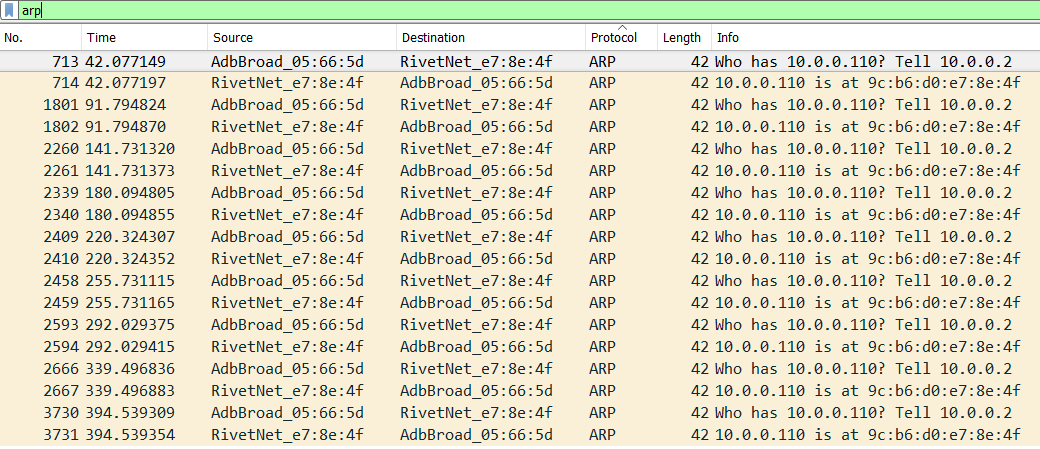 arp
No. Time Source Destination Protocol Length Info
713 42.077149 AdbBroad_05:66:5d RivetNet_e7:8e:4f ARP 42 Who has 10.0.0.110? Tell 10.0.0.2
714 42.077197 RivetNet_e7:8e:4f AdbBroad_05:66:5d ARP 42 10.0.0.110 is at 9c:b6:d0:e7:8e:4f
1801 91.794824 AdbBroad_05:66:5d RivetNet_e7:8e:4f ARP 42 Who has 10.0.0.110? Tell 10.0.0.2
1802 91.794870 RivetNet_e7:8e:4f AdbBroad_05:66:5d ARP 42 10.0.0.110 is at 9c:b6:d0:e7:8e:4f
2260 141.731320 AdbBroad_05:66:5d RivetNet_e7:8e:4f ARP 42 Who has 10.0.0.110? Tell 10.0.0.2
2261 141.731373 RivetNet_e7:8e:4f AdbBroad_05:66:5d ARP 42 10.0.0.110 is at 9c:b6:d0:e7:8e:4f
2339 180.094805 AdbBroad_05:66:5d RivetNet_e7:8e:4f ARP 42 Who has 10.0.0.110? Tell 10.0.0.2
2340 180.094855 RivetNet_e7:8e:4f AdbBroad_05:66:5d ARP 42 10.0.0.110 is at 9c:b6:d0:e7:8e:4f
2409 220.324307 AdbBroad_05:66:5d RivetNet_e7:8e:4f ARP 42 Who has 10.0.0.110? Tell 10.0.0.2
2410 220.324352 RivetNet_e7:8e:4f AdbBroad_05:66:5d ARP 42 10.0.0.110 is at 9c:b6:d0:e7:8e:4f
2458 255.731115 AdbBroad_05:66:5d RivetNet_e7:8e:4f ARP 42 Who has 10.0.0.110? Tell 10.0.0.2
2459 255.731165 RivetNet_e7:8e:4f AdbBroad_05:66:5d ARP 42 10.0.0.110 is at 9c:b6:d0:e7:8e:4f
2593 292.029375 AdbBroad_05:66:5d RivetNet_e7:8e:4f ARP 42 Who has 10.0.0.110? Tell 10.0.0.2
2594 292.029415 RivetNet_e7:8e:4f AdbBroad_05:66:5d ARP 42 10.0.0.110 is at 9c:b6:d0:e7:8e:4f
2666 339.496836 AdbBroad_05:66:5d RivetNet_e7:8e:4f ARP 42 Who has 10.0.0.110? Tell 10.0.0.2
2667 339.496883 RivetNet_e7:8e:4f AdbBroad_05:66:5d ARP 42 10.0.0.110 is at 9c:b6:d0:e7:8e:4f
3730 394.539309 AdbBroad_05:66:5d RivetNet_e7:8e:4f ARP 42 Who has 10.0.0.110? Tell 10.0.0.2
3731 394.539354 RivetNet_e7:8e:4f AdbBroad_05:66:5d ARP 42 10.0.0.110 is at 9c:b6:d0:e7:8e:4f